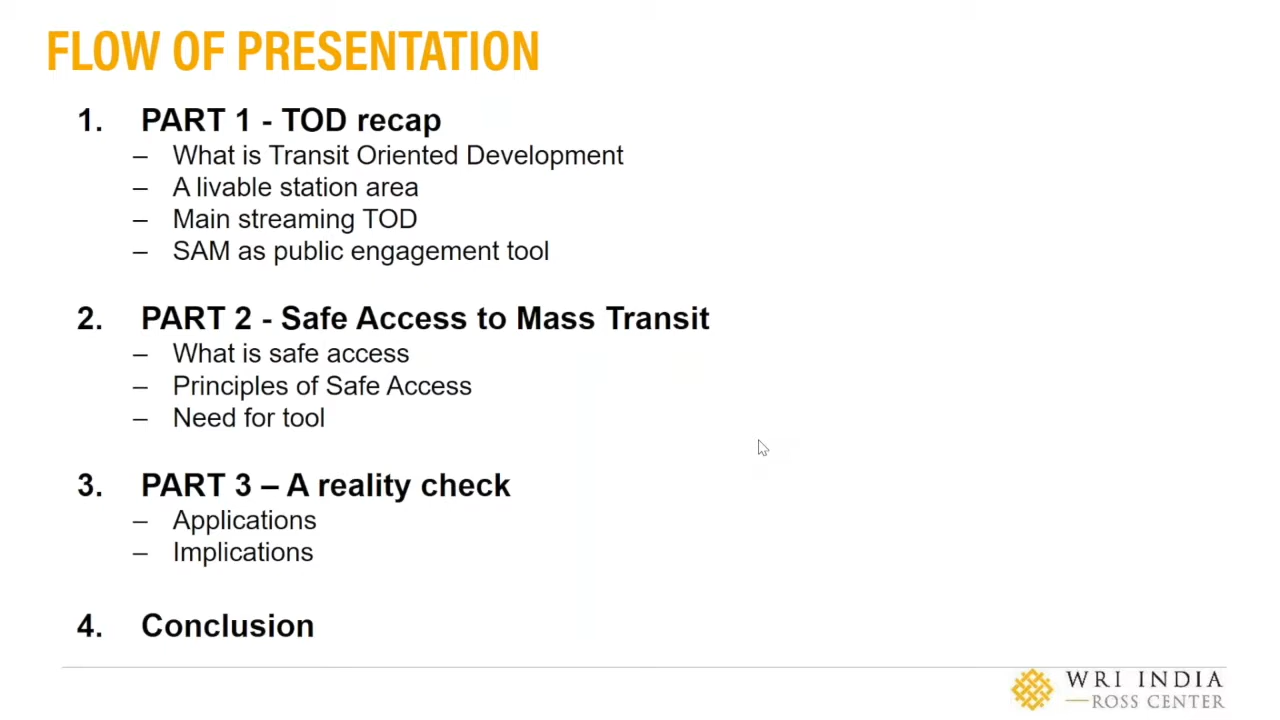 FLOW OF PRESENTATION
1. PART 1 - TOD recap
– What is Transit Oriented Development
– A livable station area
– Main streaming TOD
– SAM as public engagement tool
2. PART 2 - Safe Access to Mass Transit
– What is safe access
– Principles of Safe Access
– Need for tool
3. PART 3 – A reality check
– Applications
– Implications
4. Conclusion
WRI INDIA
ROSS CENTER